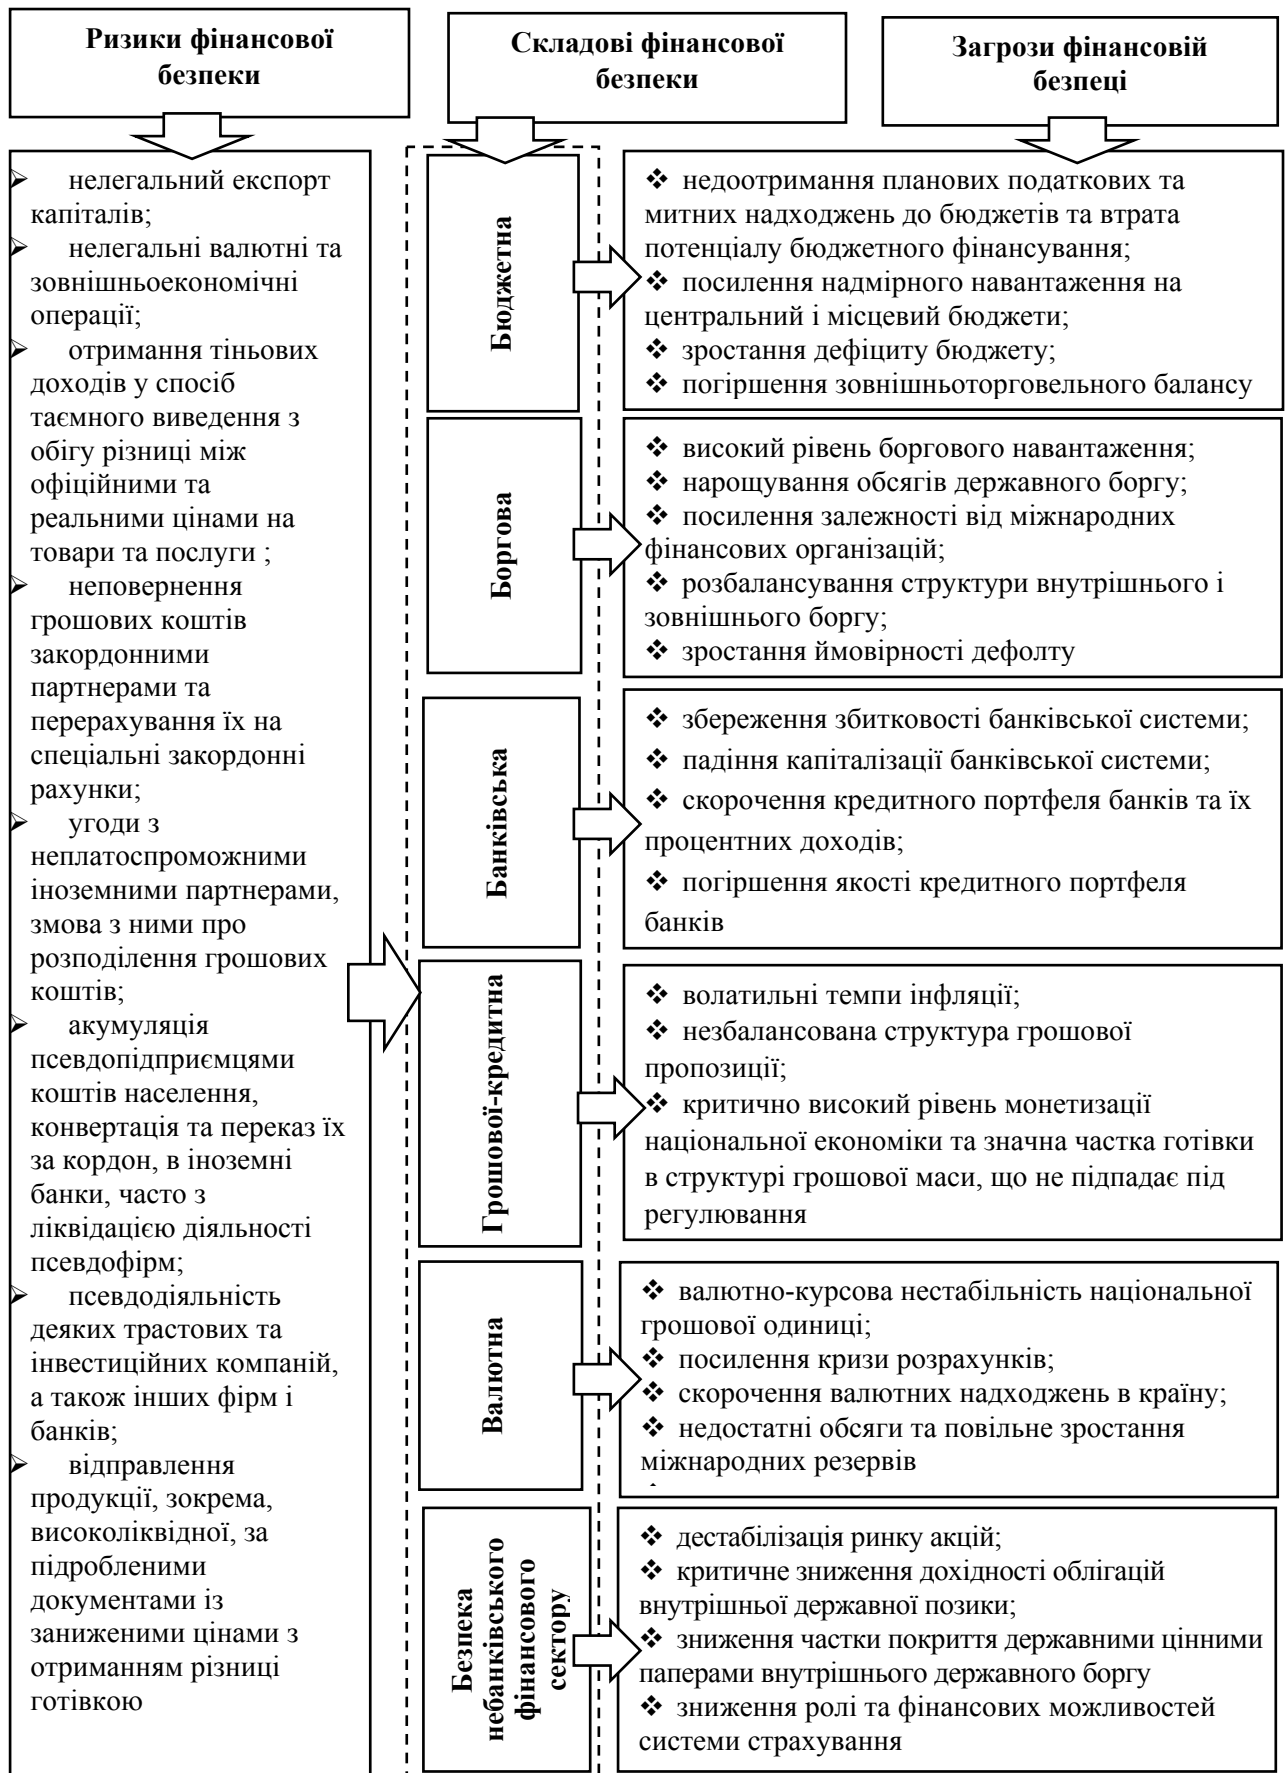 Ризики фінансової
безпеки
Складові фінансової
безпеки
Загрози фінансовій
безпеці
➢ нелегальний експорт
капіталів;
➢ нелегальні валютні та
зовнішньоекономічні
операції;
➢ отримання тіньових
доходів у спосіб
таємного виведення з
обігу різниці між
офіційними та
реальними цінами на
товари та послуги ;
➢ неповернення
грошових коштів
закордонними
партнерами та
перерахування їх на
спеціальні закордонні
рахунки;
➢ угоди з
неплатоспроможними
іноземними партнерами,
змова з ними про
розподілення грошових
коштів;
➢ акумуляція
псевдопідприємцями
коштів населення,
конвертація та переказ їх
за кордон, в іноземні
банки, часто з
ліквідацією діяльності
псевдофірм;
➢ псевдодіяльність
деяких трастових та
інвестиційних компаній,
а також інших фірм і
банків;
➢ відправлення
продукції, зокрема,
високоліквідної, за
підробленими
документами із
заниженими цінами з
отриманням різниці
готівкою
Бюджетна
❖ недоотримання планових податкових та
митних надходжень до бюджетів та втрата
потенціалу бюджетного фінансування;
❖ посилення надмірного навантаження на
центральний і місцевий бюджети;
❖ зростання дефіциту бюджету;
❖ погіршення зовнішньоторговельного балансу
Боргова
❖ високий рівень боргового навантаження;
❖ нарощування обсягів державного боргу;
❖ посилення залежності від міжнародних
фінансових організацій;
❖ розбалансування структури внутрішнього і
зовнішнього боргу;
❖ зростання ймовірності дефолту
Банківська
❖ збереження збитковості банківської системи;
❖ падіння капіталізації банківської системи;
❖ скорочення кредитного портфеля банків та їх
процентних доходів;
❖ погіршення якості кредитного портфеля
банків
Грошової-кредитна
❖ волатильні темпи інфляції;
❖ незбалансована структура грошової
пропозиції;
❖ критично високий рівень монетизації
національної економіки та значна частка готівки
в структурі грошової маси, що не підпадає під
регулювання
Валютна
❖ валютно-курсова нестабільність національної
грошової одиниці;
❖ посилення кризи розрахунків;
❖ скорочення валютних надходжень в країну;
❖ недостатні обсяги та повільне зростання
міжнародних резервів
Безпека
небанківського
фінансового
сектору
❖ дестабілізація ринку акцій;
❖ критичне зниження дохідності облігацій
внутрішньої державної позики;
❖ зниження частки покриття державними цінними
паперами внутрішнього державного боргу
❖ зниження ролі та фінансових можливостей
системи страхування